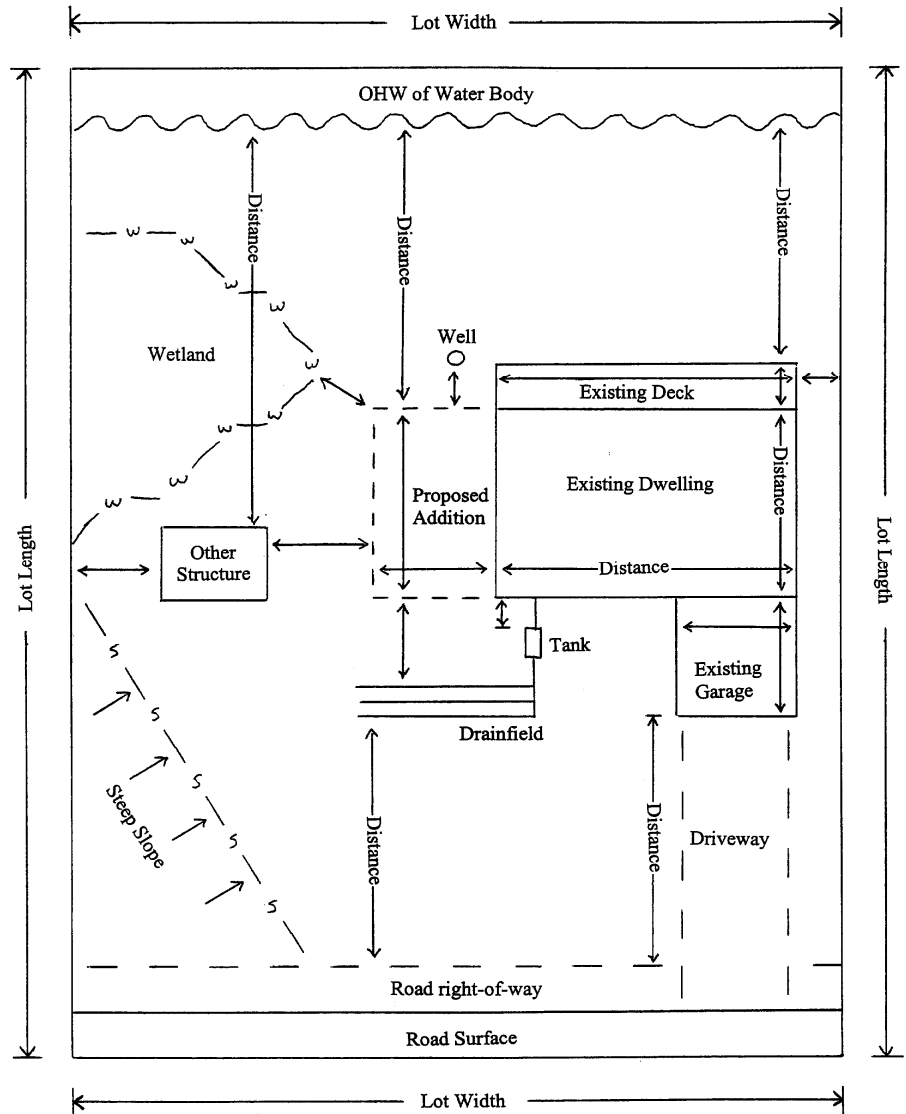 Lot Width
OHW of Water Body
Distance
Distance
Distance
Well
Wetland
Existing Deck
Existing Dwelling
Distance
Proposed
Addition
Other
Structure
Distance
Lot Length
Lot Length
Tank
Existing
Garage
Drainfield
Steep Slope
Distance
Distance
Driveway
Road right-of-way
Road Surface
Lot Width